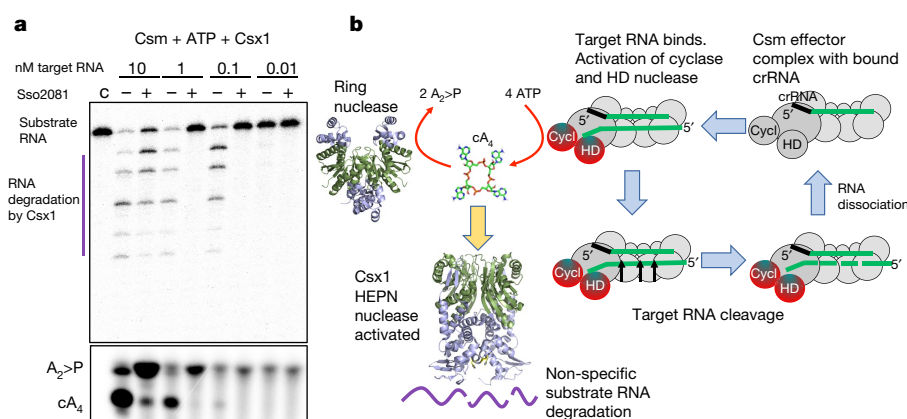 a
Csm + ATP + Csx1
nM target RNA 10 1 0.1 0.01
Sso2081 C – + – + – + – +
Substrate
RNA
RNA
degradation
by Csx1
A2>P
cA4
b
Ring
nuclease
2 A2>P
4 ATP
cA4
Csx1
HEPN
nuclease
activated
Non-specific
substrate RNA
degradation
Target RNA binds.
Activation of cyclase
and HD nuclease
5′
Cycl
HD
Csm effector
complex with bound
crRNA
crRNA
5′
Cycl
HD
5′
Cycl
HD
5′
5′
Cycl
HD
RNA
dissociation
Target RNA cleavage
5′
5′